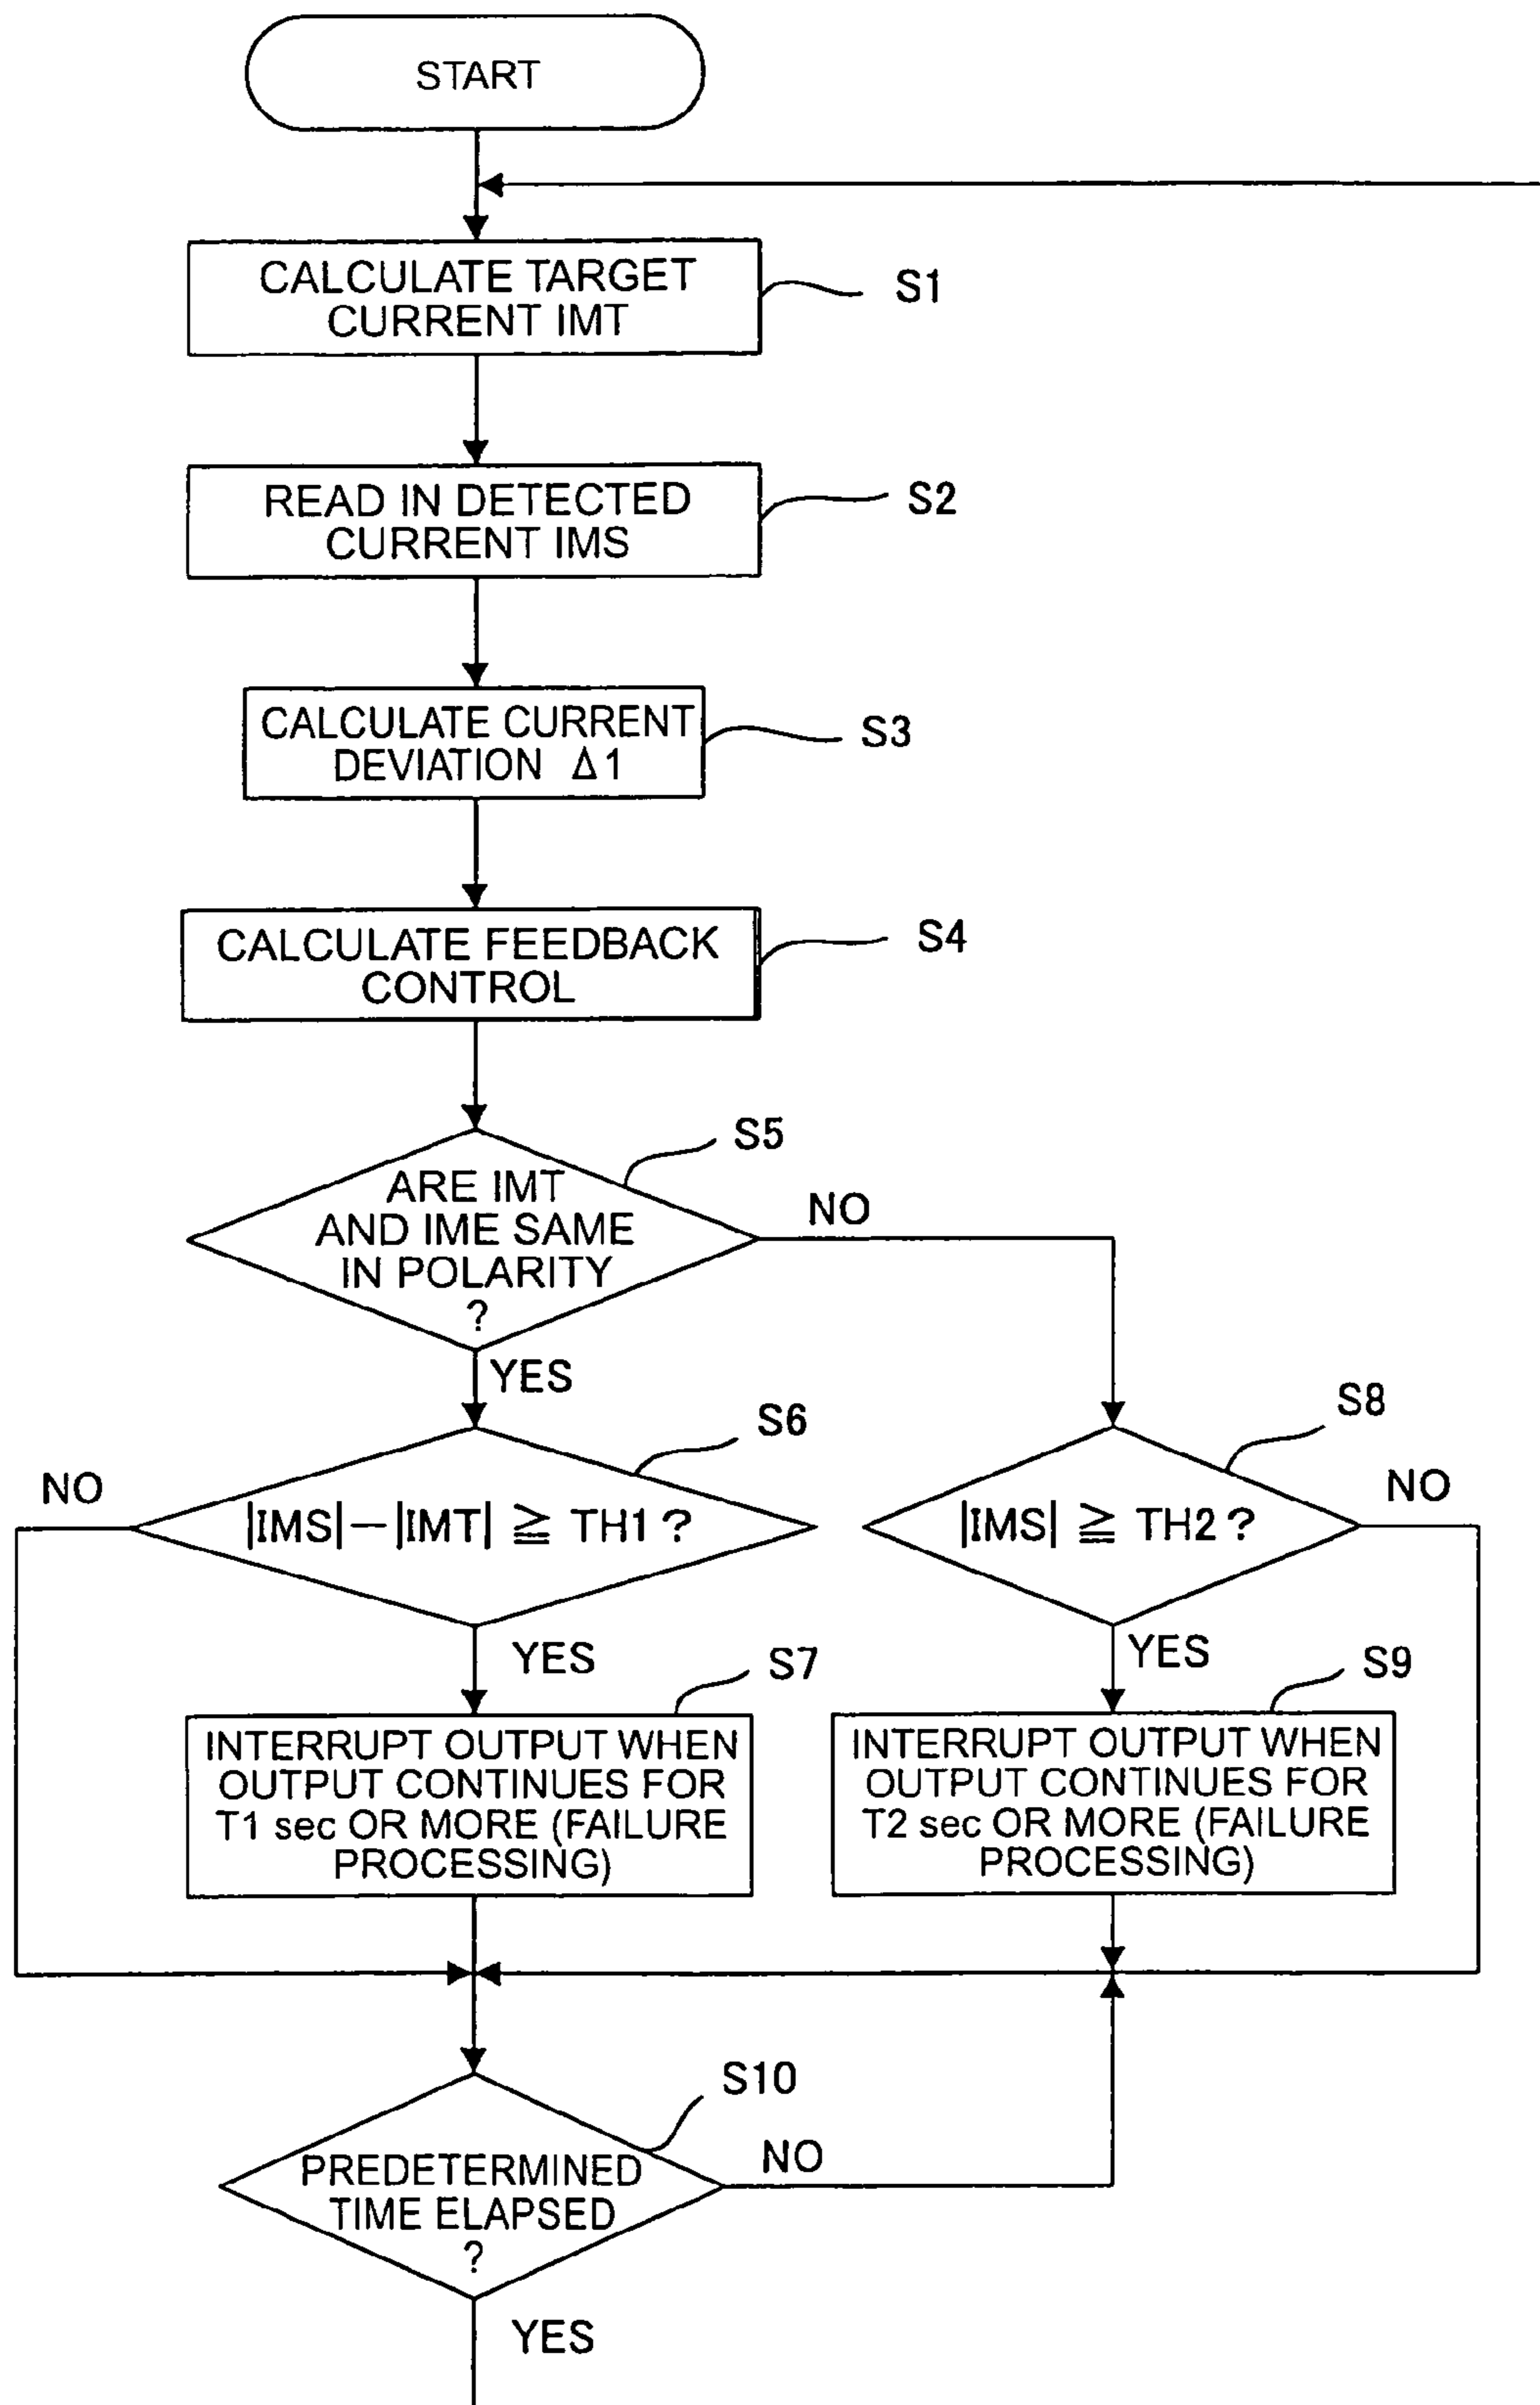 START
CALCULATE TARGET
CURRENT IMT
S1
READ IN DETECTED
CURRENT IMS
S2
CALCULATE CURRENT
DEVIATION Δ1
S3
CALCULATE FEEDBACK
CONTROL
S4
S5
ARE IMT
AND IME SAME
IN POLARITY
?
NO
YES
S6
NO
|IMS|−|IMT| ≧ TH1 ?
S8
NO
|IMS| ≧ TH2 ?
YES
S7
INTERRUPT OUTPUT WHEN
OUTPUT CONTINUES FOR
T1 sec OR MORE (FAILURE
PROCESSING)
YES
S9
INTERRUPT OUTPUT WHEN
OUTPUT CONTINUES FOR
T2 sec OR MORE (FAILURE
PROCESSING)
S10
PREDETERMINED
TIME ELAPSED
?
NO
YES